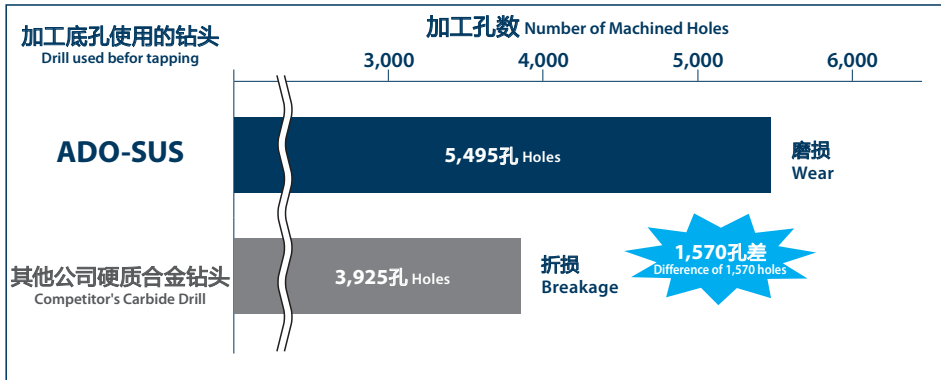 加工孔数 Number of Machined Holes
加工底孔使用的钻头
Drill used befor tapping
3,000 4,000 5,000 6,000
ADO-SUS
5,495孔 Holes
磨损
Wear
其他公司硬质合金钻头
Competitor's Carbide Drill
3,925孔 Holes
折损
Breakage
1,570孔差
Difference of 1,570 holes